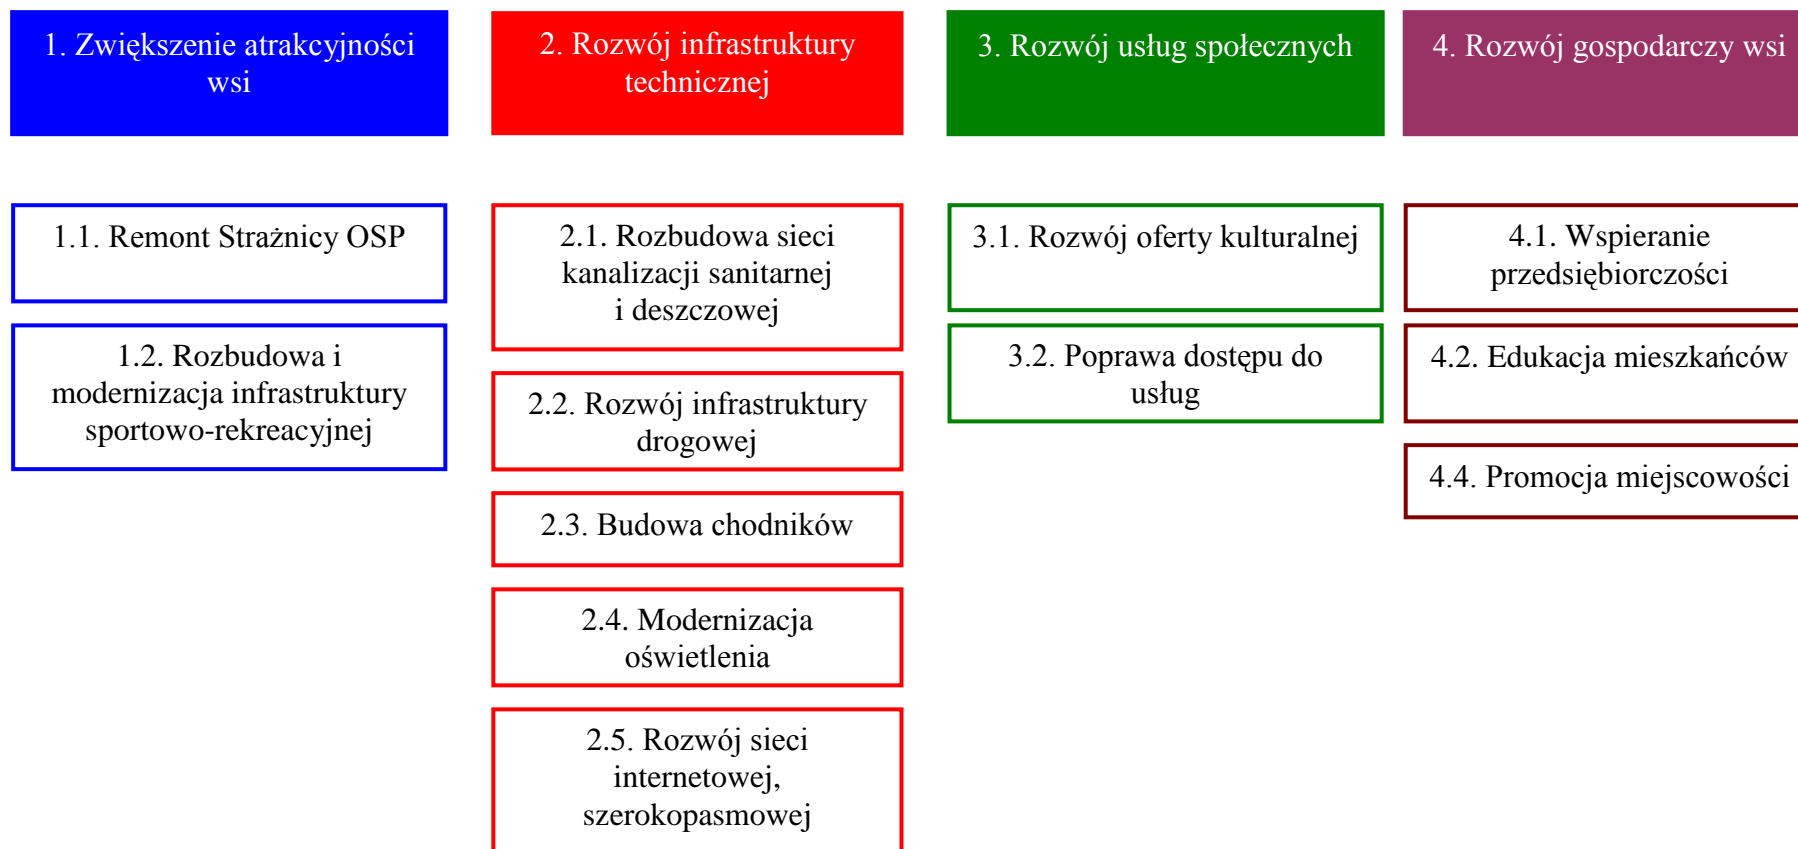 1. Zwiększenie atrakcyjności
wsi
2. Rozwój infrastruktury
technicznej
3. Rozwój usług społecznych
4. Rozwój gospodarczy wsi
1.1. Remont Strażnicy OSP
1.2. Rozbudowa i
modernizacja infrastruktury
sportowo-rekreacyjnej
2.1. Rozbudowa sieci
kanalizacji sanitarnej
i deszczowej
2.2. Rozwój infrastruktury
drogowej
2.3. Budowa chodników
2.4. Modernizacja
oświetlenia
2.5. Rozwój sieci
internetowej,
szerokopasmowej
3.1. Rozwój oferty kulturalnej
3.2. Poprawa dostępu do
usług
4.1. Wspieranie
przedsiębiorczości
4.2. Edukacja mieszkańców
4.4. Promocja miejscowości